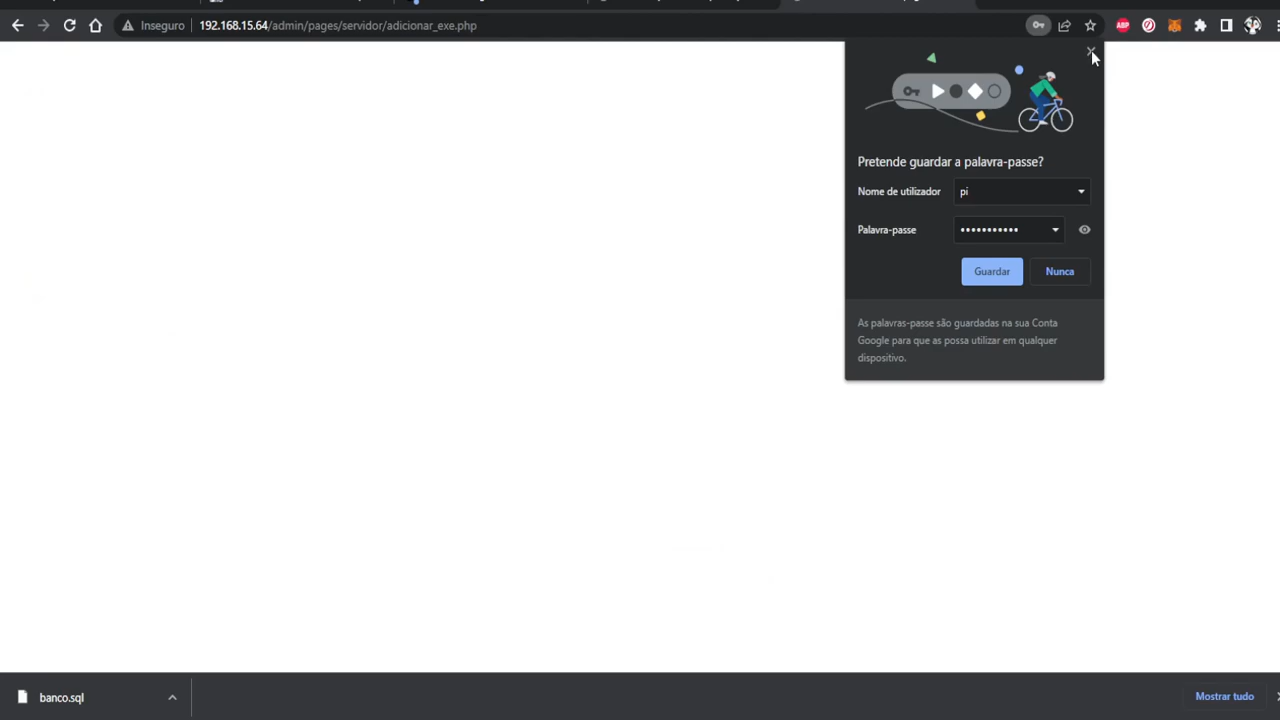 Inseguro 192.168.15.64/admin/pages/servidor/adicionar_exe.php
ABP
Pretende guardar a palavra-passe?
Nome de utilizador pi
Palavra-passe •••••••••••
Guardar Nunca
As palavras-passe são guardadas na sua Conta
Google para que as possa utilizar em qualquer
dispositivo.
banco.sql Mostrar tudo